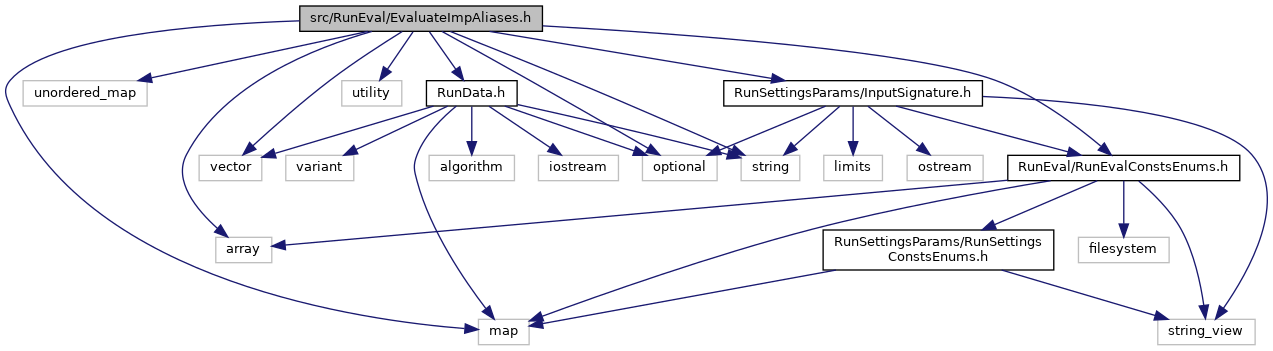 src/RunEval/EvaluateImpAliases.h
unordered_map
utility
RunData.h
RunSettingsParams/InputSignature.h
vector
variant
algorithm
iostream
optional
string
limits
ostream
RunEval/RunEvalConstsEnums.h
array
RunSettingsParams/RunSettings
ConstsEnums.h
filesystem
map
string_view